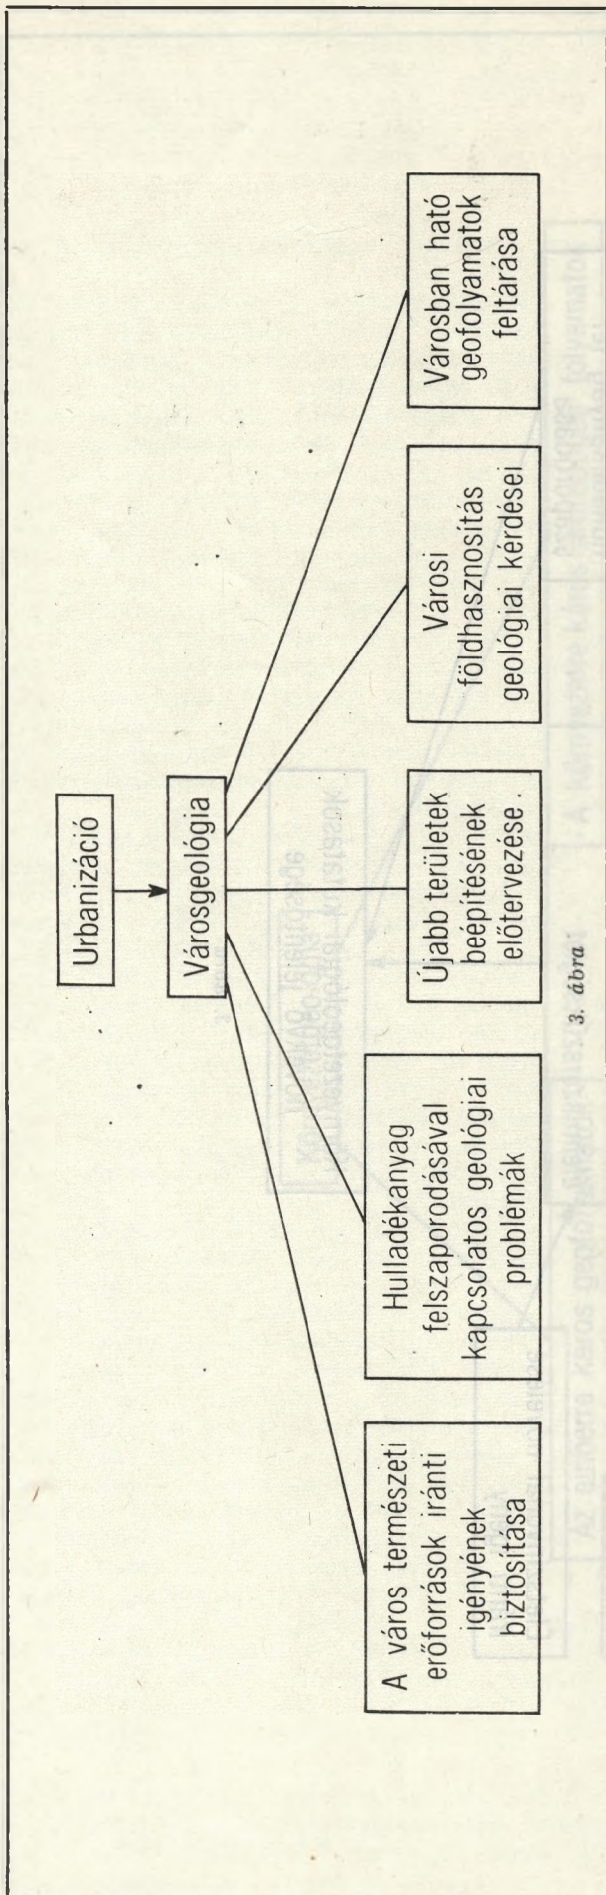 Urbanizáció
Városgeológia
A város természeti
erőforrások iránti
igényének
biztosítása
Hulladékanyag
felszaporodásával
kapcsolatos geológiai
problémák
Újabb területek
beépítésének
előtervezése.
Városi
földhasznosítás
geológiai kérdései
Városban ható
geofolyamatok
feltárása
3. ábra